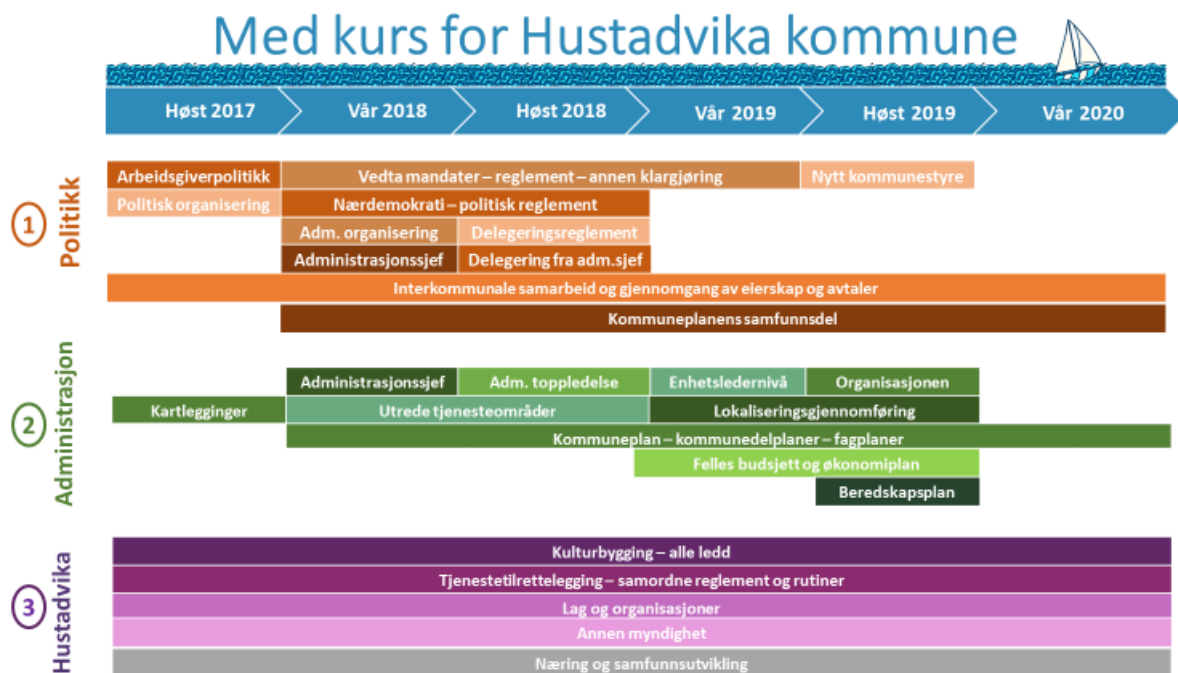 Med kurs for Hustadvika kommune
Høst 2017
Vår 2018
Høst 2018
Vår 2019
Høst 2019
Vår 2020
1
Politikk
Arbeidsgiverpolitikk
Vedta mandater – reglement – annen klargjøring
Nytt kommunestyre
Politisk organisering
Nærdemokrati – politisk reglement
Adm. organisering
Delegeringsreglement
Administrasjonssjef
Delegering fra adm.sjef
Interkommunale samarbeid og gjennomgang av eierskap og avtaler
Kommuneplanens samfunnsdel
2
Administrasjon
Administrasjonssjef
Adm. toppledelse
Enhetsledernivå
Organisasjonen
Kartlegginger
Utrede tjenesteområder
Lokaliseringsgjennomføring
Kommuneplan – kommunedelplaner – fagplaner
Felles budsjett og økonomiplan
Beredskapsplan
3
Hustadvika
Kulturbygging – alle ledd
Tjenestetilrettelegging – samordne reglement og rutiner
Lag og organisasjoner
Annen myndighet
Næring og samfunnsutvikling